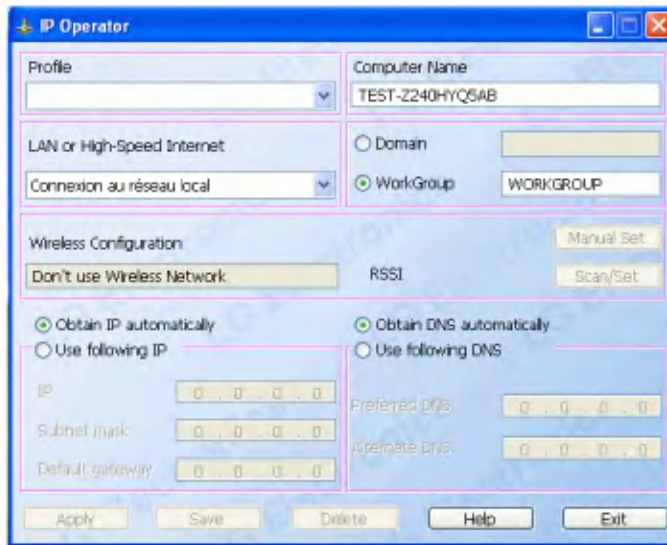 IP Operator
Profile
Computer Name
TEST-Z240HYQ5AB
LAN or High-Speed Internet
Connexion au réseau local
Domain
WorkGroup WORKGROUP
Wireless Configuration
Don't use Wireless Network
RSSI
Manual Set
Scan/Set
Obtain IP automatically
Use following IP
IP 0 . 0 . 0 . 0
Subnet mask 0 . 0 . 0 . 0
Default gateway 0 . 0 . 0 . 0
Obtain DNS automatically
Use following DNS
Preferred DNS 0 . 0 . 0 . 0
Alternate DNS 0 . 0 . 0 . 0
Apply Save Delete Help Exit